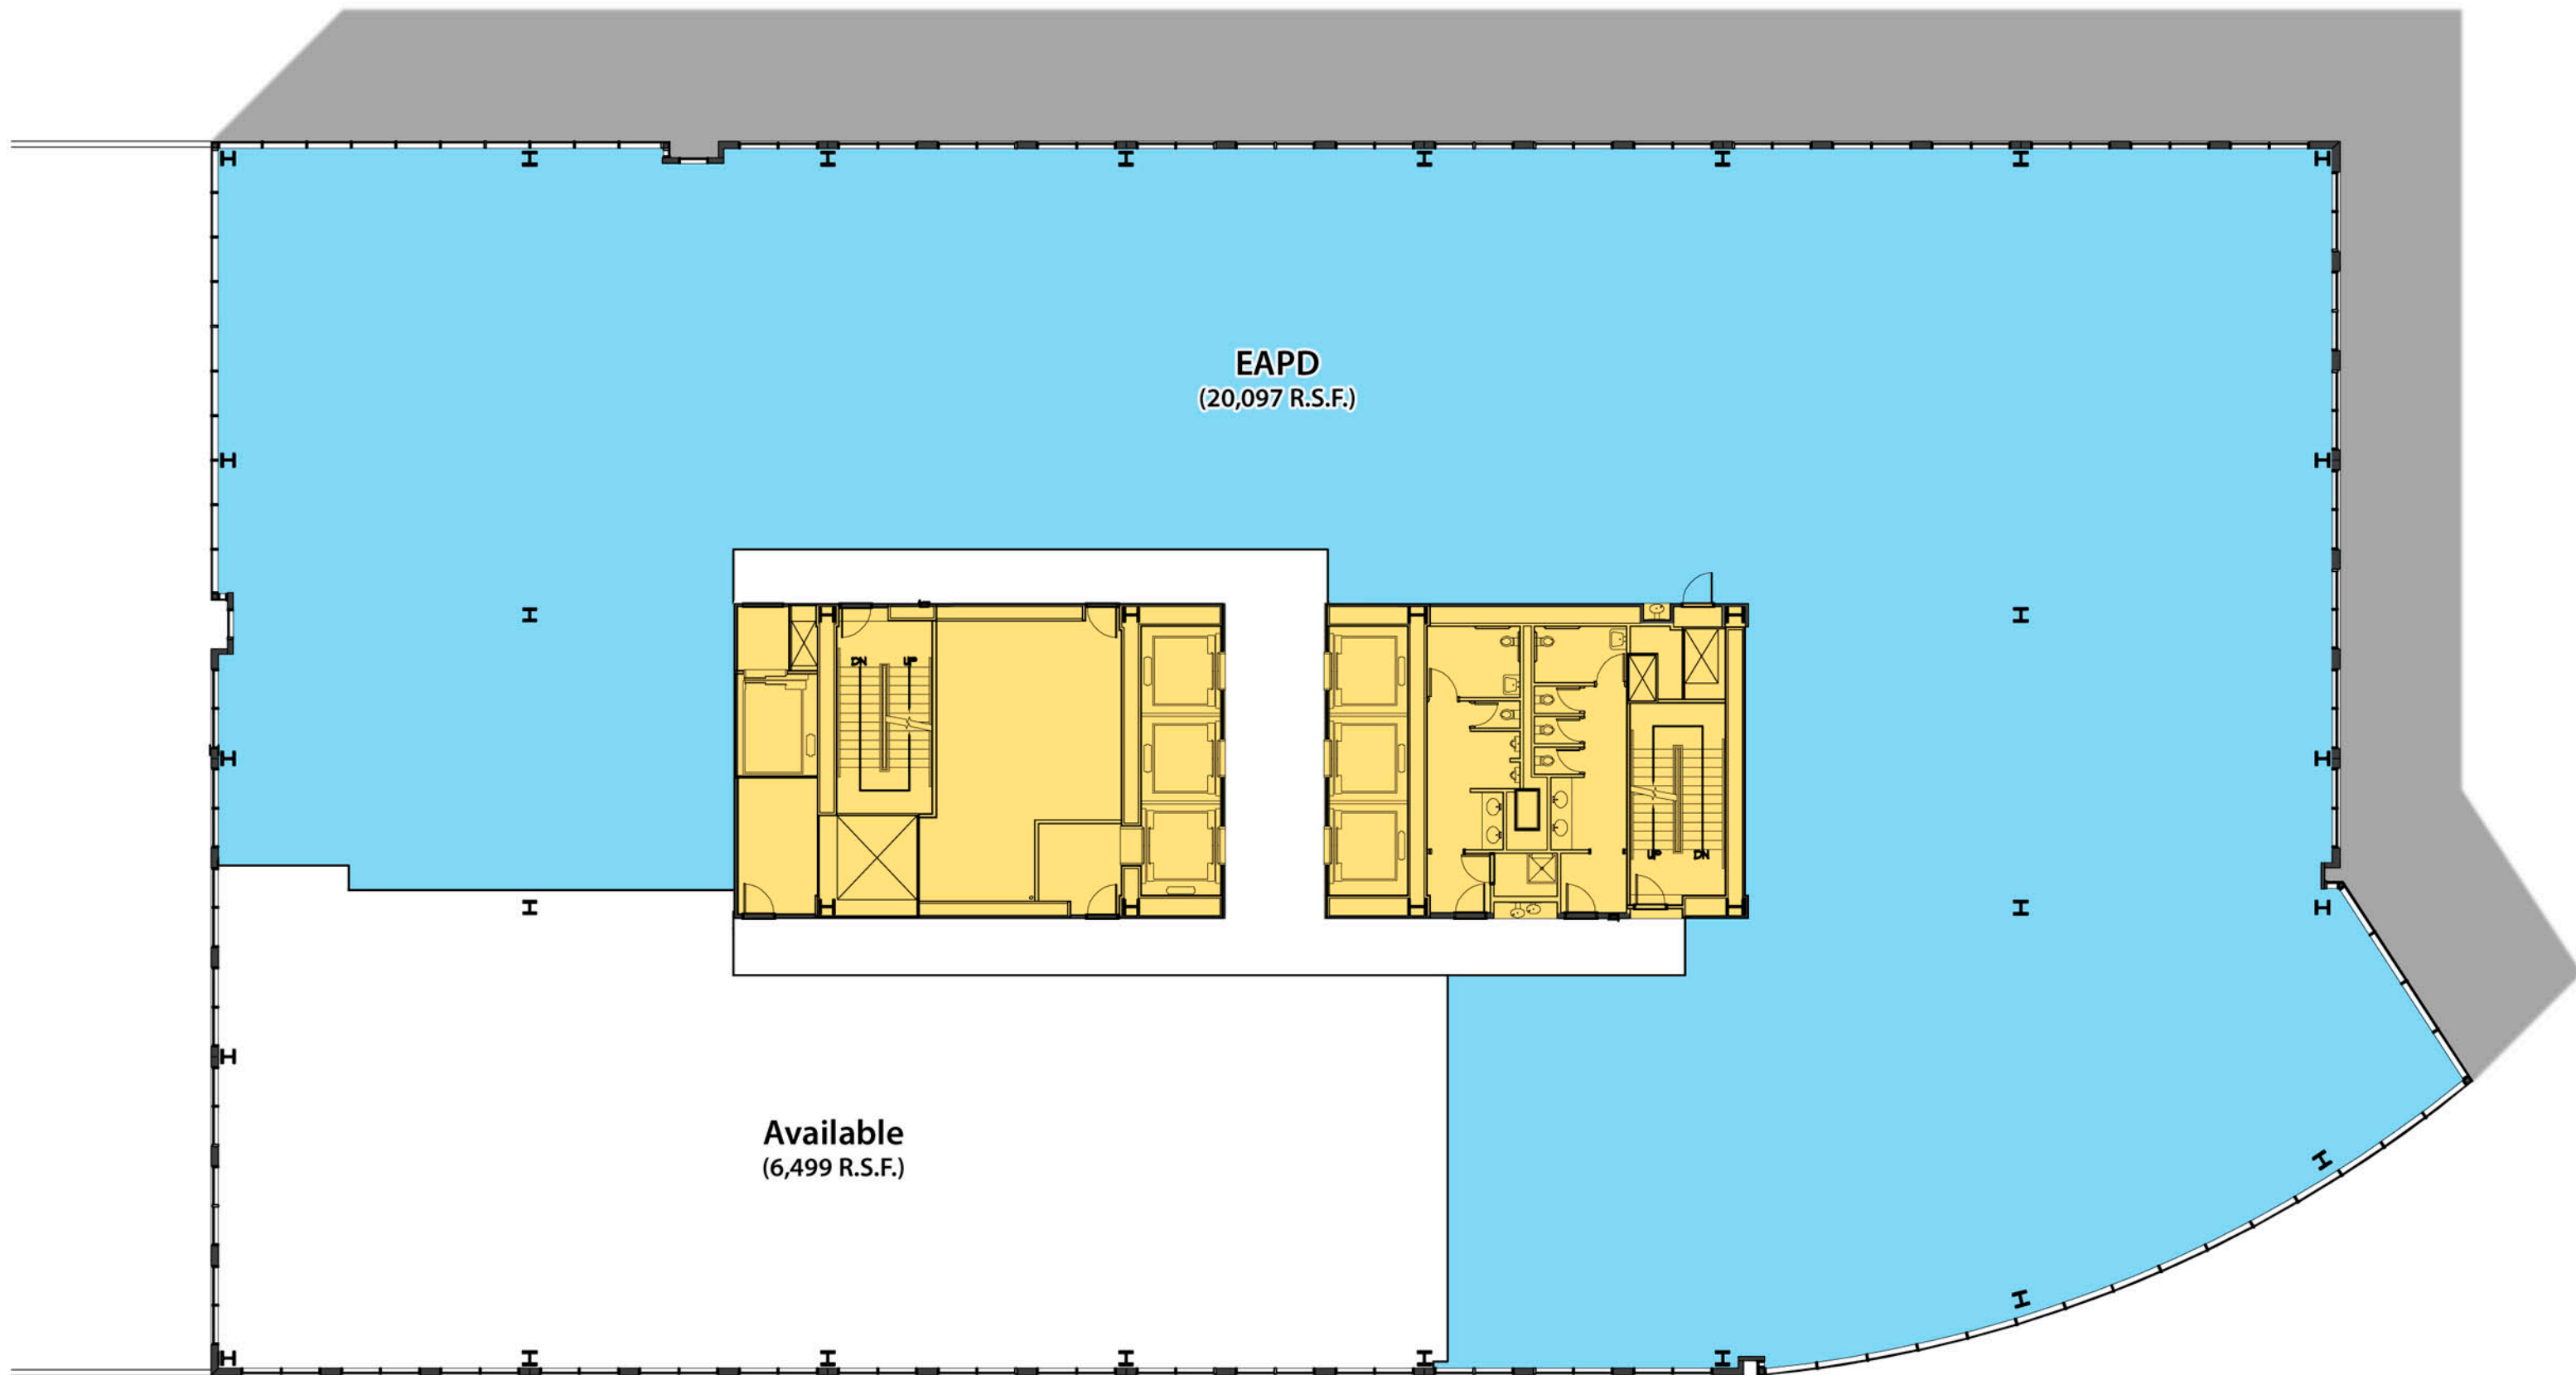 EAPD
(20,097 R.S.F.)
DN UP
UP DN
Available
(6,499 R.S.F.)